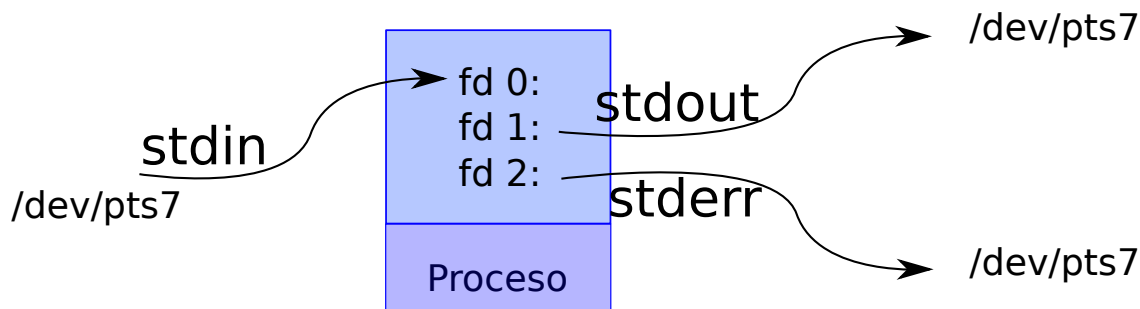 /dev/pts7
fd 0:
stdout
fd 1:
stdin
fd 2:
stderr
/dev/pts7
/dev/pts7
Proceso